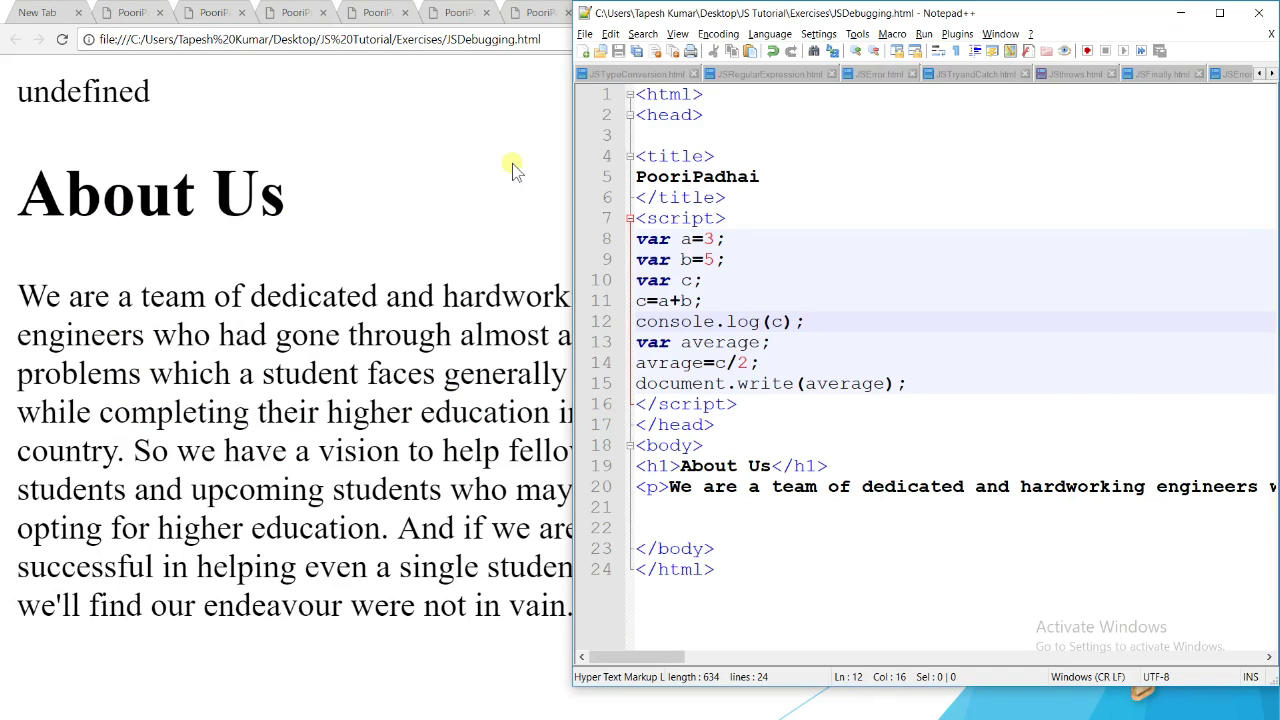 New Tab
PooriP
PooriP
PooriP
PooriP
PooriP
PooriP
file:///C:/Users/Tapesh%20Kumar/Desktop/JS%20Tutorial/Exercises/JSDebugging.html
undefined
About Us
We are a team of dedicated and hardwork
engineers who had gone through almost a
problems which a student faces generally
while completing their higher education in
country. So we have a vision to help fello
students and upcoming students who may
opting for higher education. And if we are
successful in helping even a single studen
we'll find our endeavour were not in vain.
C:\Users\Tapesh Kumar\Desktop\JS Tutorial\Exercises\JSDebugging.html - Notepad++
File Edit Search View Encoding Language Settings Tools Macro Run Plugins Window ? X
JSTypeConversion.html JSRegularExpression.html JSError.html JSTryandCatch.html JSthrows.html JSFinally.html JSError
1 <html>
2 <head>
3
4 <title>
5 PooriPadhai
6 </title>
7 <script>
8 var a=3;
9 var b=5;
10 var c;
11 c=a+b;
12 console.log(c);
13 var average;
14 avrage=c/2;
15 document.write(average);
16 </script>
17 </head>
18 <body>
19 <h1>About Us</h1>
20 <p>We are a team of dedicated and hardworking engineers w
21
22
23 </body>
24 </html>
Activate Windows
Go to Settings to activate Windows.
Hyper Text Markup L length : 634 lines : 24 Ln : 12 Col : 16 Sel : 0 | 0 Windows (CR LF) UTF-8 INS